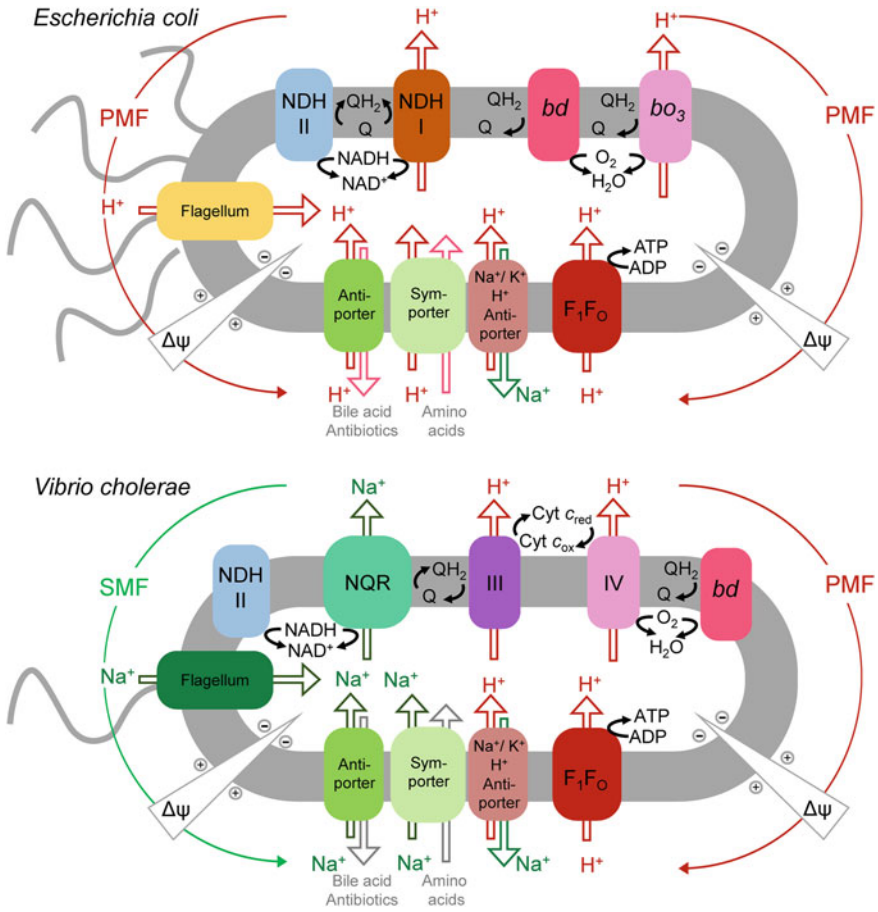 Escherichia coli
H⁺ H⁺
PMF PMF
NDH II
QH₂
Q
NDH I
QH₂
Q
bd
QH₂
Q
bo₃
NADH
NAD⁺
O₂
H₂O
H⁺
Flagellum
H⁺ H⁺ H⁺ H⁺
ATP
ADP
Anti-
porter
Sym-
porter
Na⁺/ K⁺
H⁺
Anti-
porter
F₁F_O
Δψ Δψ
H⁺ H⁺ Na⁺ H⁺
Bile acid
Antibiotics
Amino
acids
Vibrio cholerae
Na⁺ H⁺ H⁺
SMF PMF
Cyt c_red
Cyt c_ox
NDH II
NQR
QH₂
Q
III
IV
QH₂
Q
bd
NADH
NAD⁺
O₂
H₂O
Na⁺
Flagellum
Na⁺ Na⁺ H⁺ H⁺
ATP
ADP
Anti-
porter
Sym-
porter
Na⁺/ K⁺
H⁺
Anti-
porter
F₁F_O
Δψ Δψ
Na⁺ Na⁺ Na⁺ H⁺
Bile acid
Antibiotics
Amino
acids